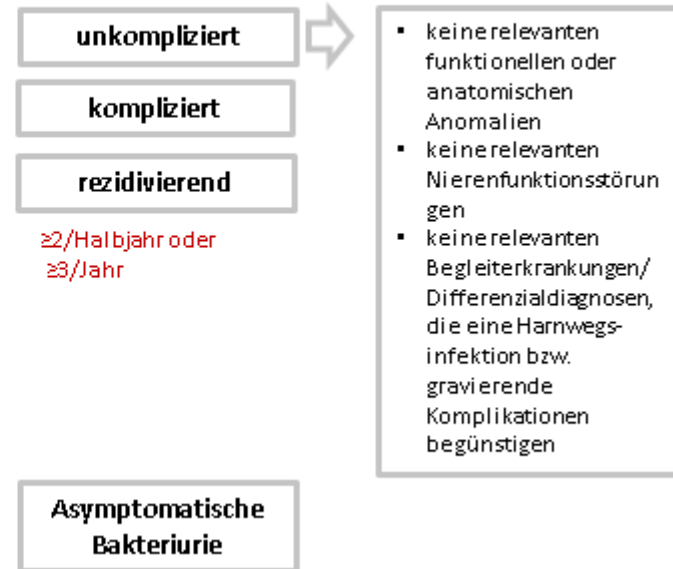 unkompliziert
kompliziert
rezidivierend
≥2/Halbjahr oder
≥3/Jahr
Asymptomatische
Bakteriurie
▪ keine relevanten
funktionellen oder
anatomischen
Anomalien
▪ keine relevanten
Nierenfunktionsstörun
gen
▪ keine relevanten
Begleiterkrankungen/
Differenzialdiagnosen,
die eine Harnwegs-
infektion bzw.
gravierende
Komplikationen
begünstigen